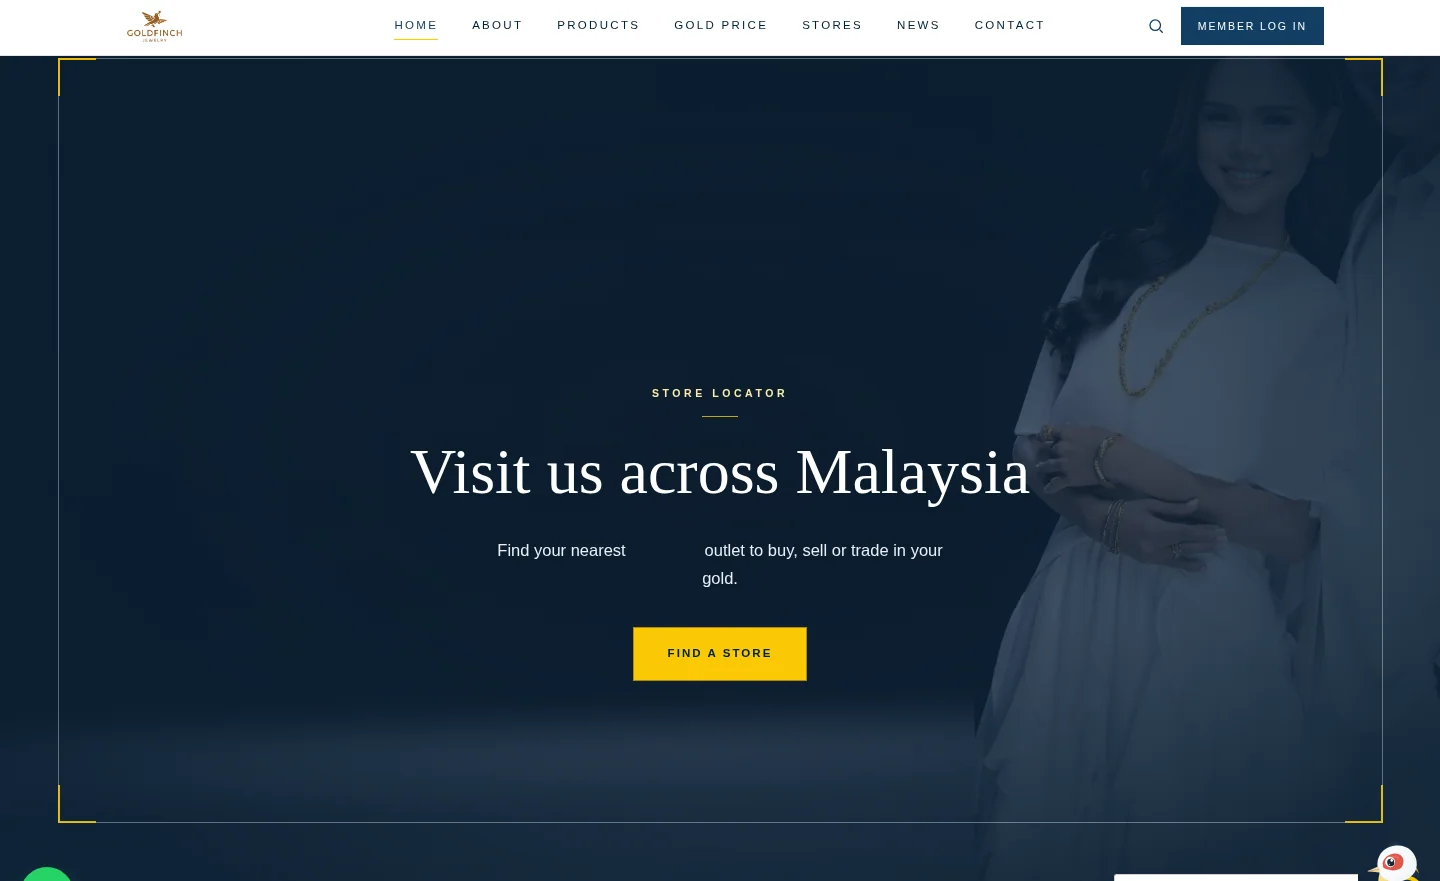 GOLDFINCH
JEWELRY
HOME ABOUT PRODUCTS GOLD PRICE STORES NEWS CONTACT
MEMBER LOG IN
STORE LOCATOR
Visit us across Malaysia
Find your nearest outlet to buy, sell or trade in your
gold.
FIND A STORE